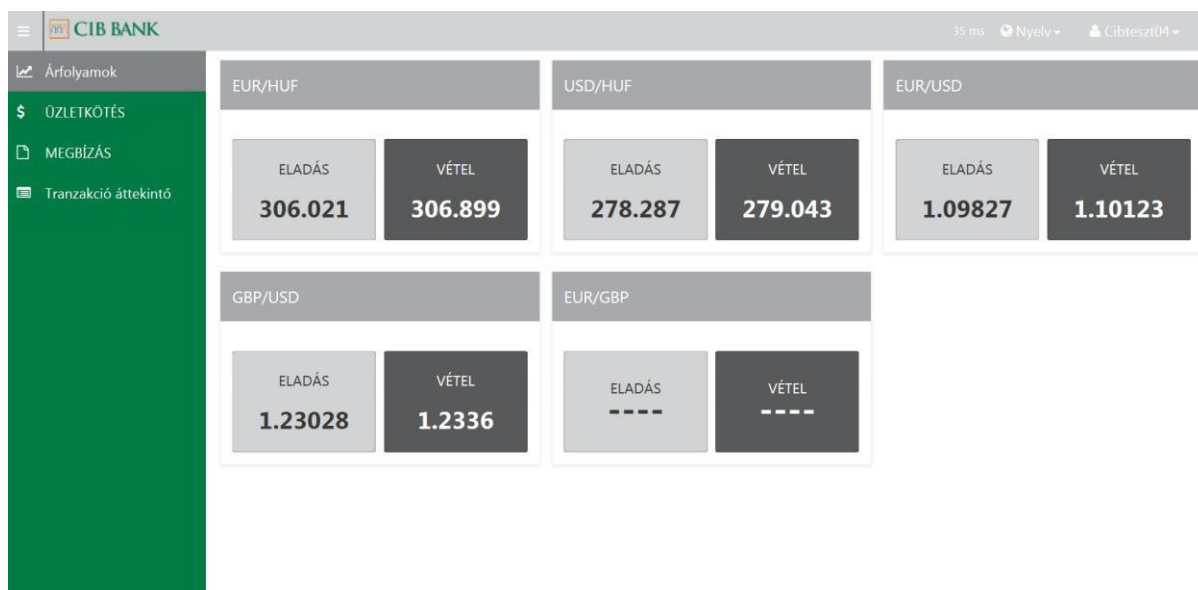 CIB BANK
35 ms Nyelv Cibteszt04
Árfolyamok
ÜZLETKÖTÉS
MEGBÍZÁS
Tranzakció áttekintő
EUR/HUF
ELADÁS
306.021
VÉTEL
306.899
USD/HUF
ELADÁS
278.287
VÉTEL
279.043
EUR/USD
ELADÁS
1.09827
VÉTEL
1.10123
GBP/USD
ELADÁS
1.23028
VÉTEL
1.2336
EUR/GBP
ELADÁS
----
VÉTEL
----